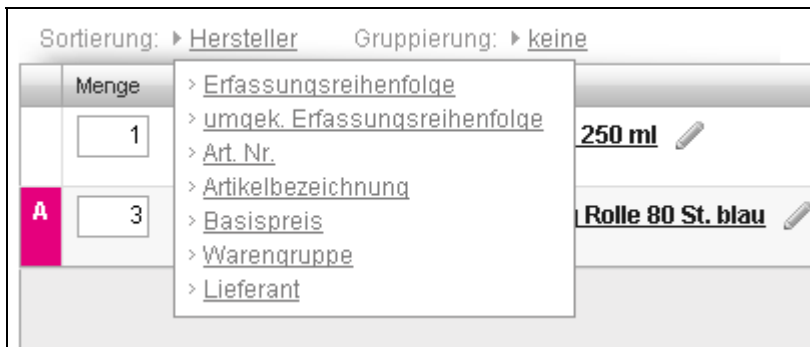 Sortierung: Hersteller Gruppierung: keine
Menge
> Erfassungsreihenfolge
> umgek. Erfassungsreihenfolge
1 250 ml
> Art. Nr.
> Artikelbezeichnung
A 3 Rolle 80 St. blau
> Basispreis
> Warengruppe
> Lieferant